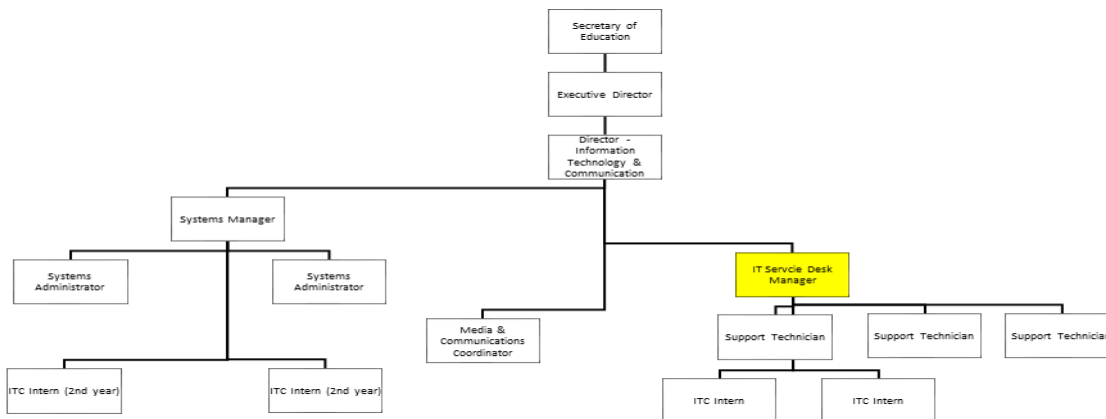 Secretary of
Education
Executive Director
Director -
Information
Technology &
Communication
Systems Manager
IT Servcie Desk
Manager
Systems
Administrator
Systems
Administrator
Media &
Communications
Coordinator
Support Technician
Support Technician
Support Technician
ITC Intern (2nd year)
ITC Intern (2nd year)
ITC Intern
ITC Intern